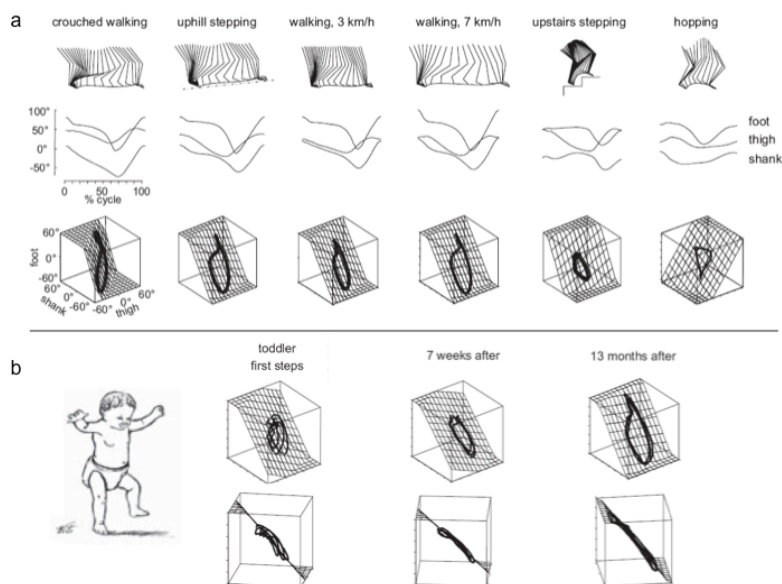 a
crouched walking
uphill stepping
walking, 3 km/h
walking, 7 km/h
upstairs stepping
hopping
100°
50°
0°
-50°
0 50 100
% cycle
foot
thigh
shank
60°
0°
-60°
foot
60°
0°
-60°
shank
-60°
0°
60°
thigh
b
toddler
first steps
7 weeks after
13 months after